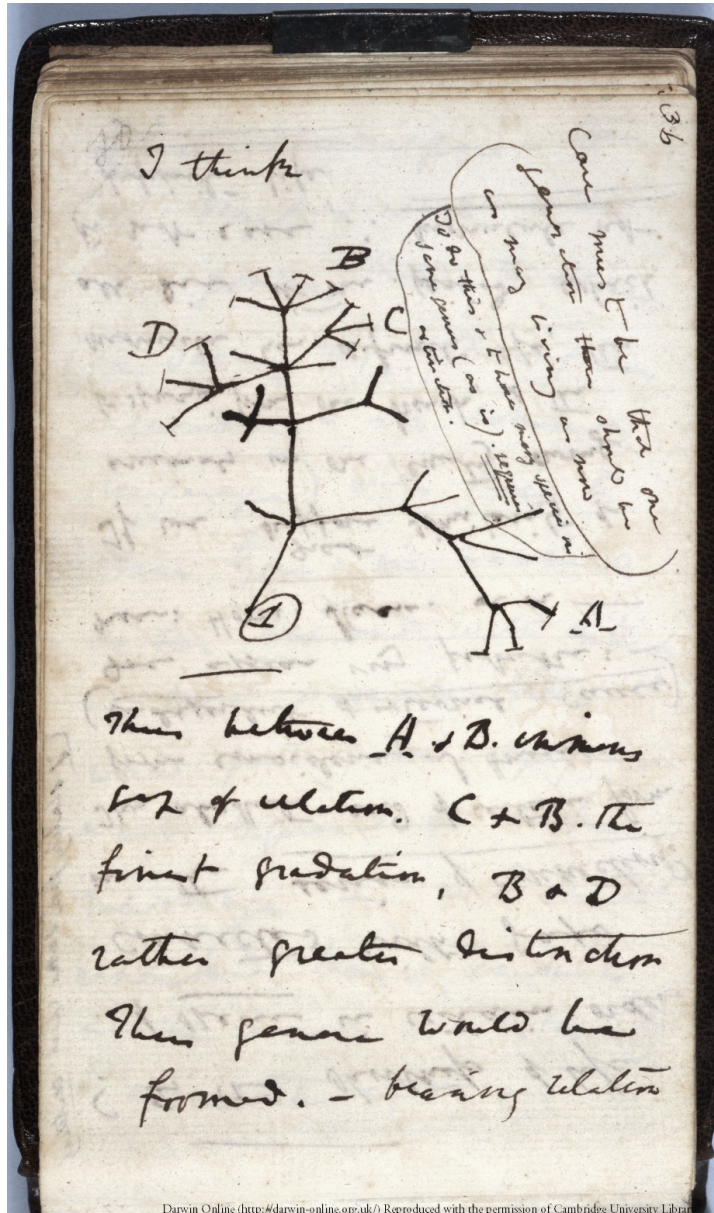 36
I think
Case must be that one
generation then should be
as many living as now
To do this & to have many species in
same genus (as is). requires
extinction.
B
C
D
A
1
Thus between A & B. immens
gap of relation. C & B. the
finest gradation, B & D
rather greater distinction
Thus genera would be
formed. — bearing relation
Darwin Online (http://darwin-online.org.uk/) Reproduced with the permission of Cambridge University Librar